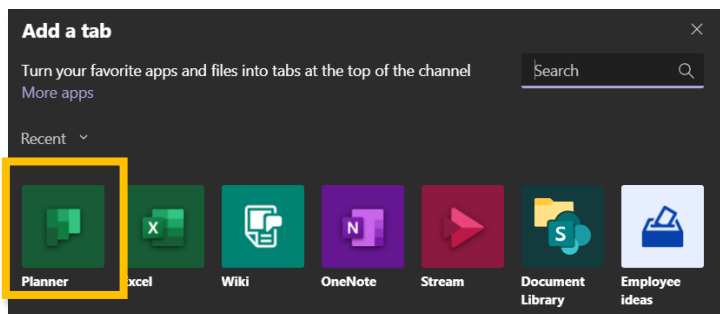 Add a tab
Turn your favorite apps and files into tabs at the top of the channel
More apps
Search
Recent
X
N
S
Planner
Excel
Wiki
OneNote
Stream
Document
Library
Employee
ideas